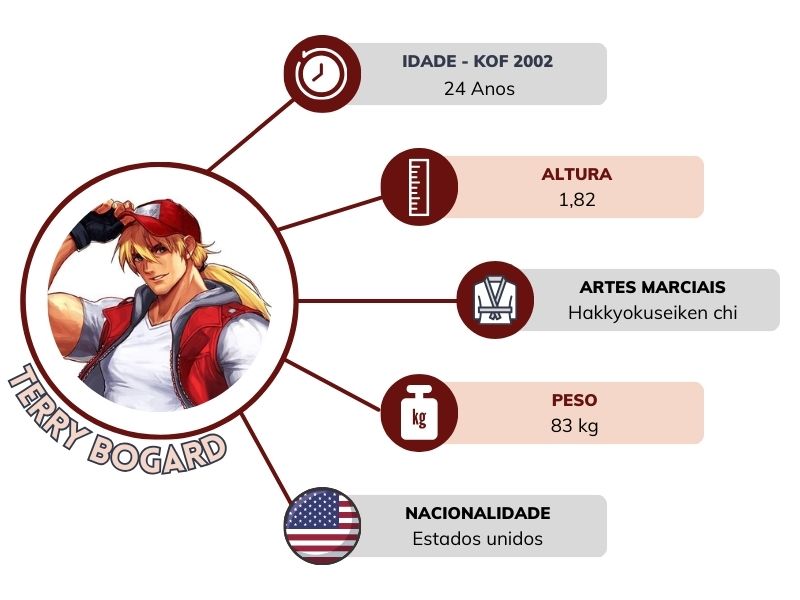 IDADE - KOF 2002
24 Anos
ALTURA
1,82
ARTES MARCIAIS
Hakkyokuseiken chi
kg
PESO
83 kg
NACIONALIDADE
Estados unidos
TERRY BOGARD